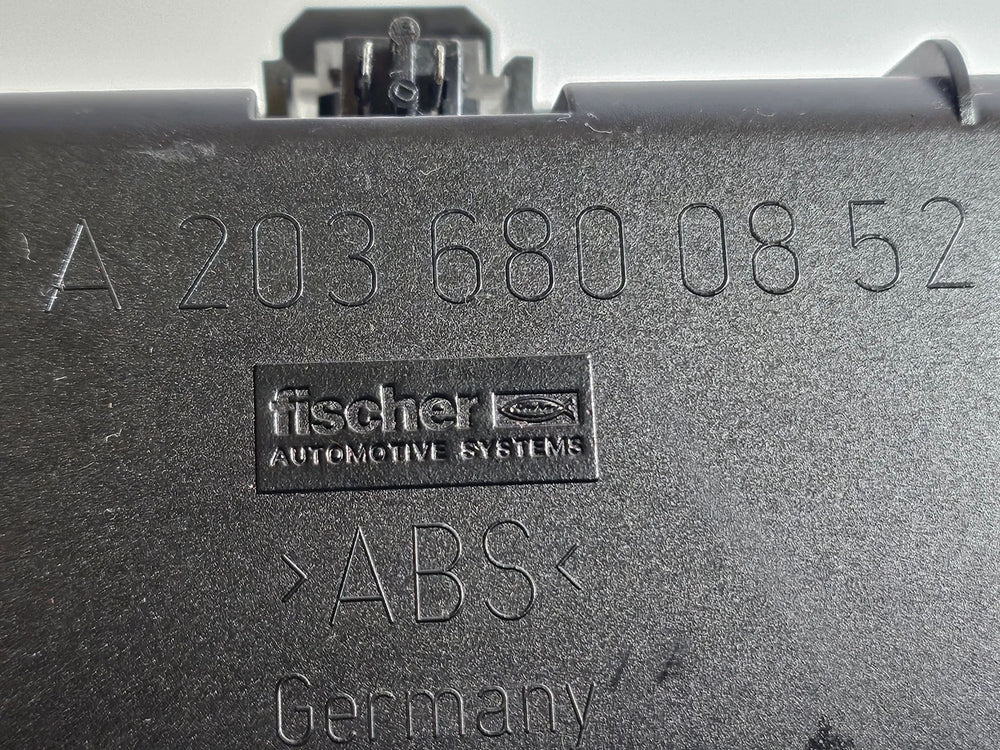 A 203 680 08 52
fischer
AUTOMOTIVE SYSTEMS
>ABS<
Germany